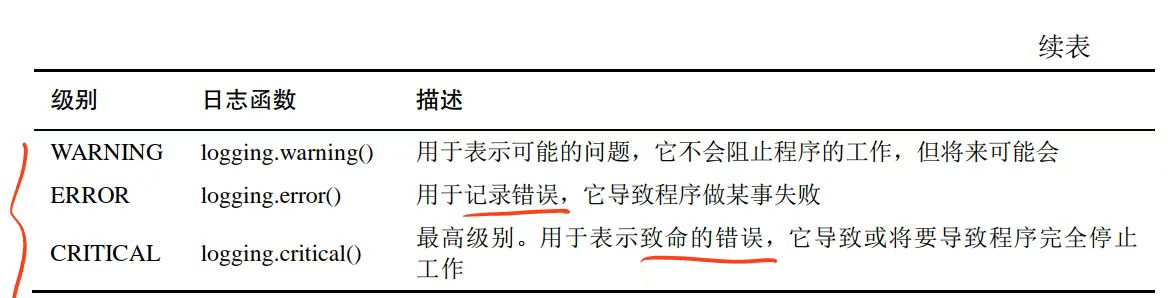 续表
级别 日志函数 描述
WARNING logging.warning() 用于表示可能的问题，它不会阻止程序的工作，但将来可能会
ERROR logging.error() 用于记录错误，它导致程序做某事失败
CRITICAL logging.critical() 最高级别。用于表示致命的错误，它导致或将要导致程序完全停止
工作